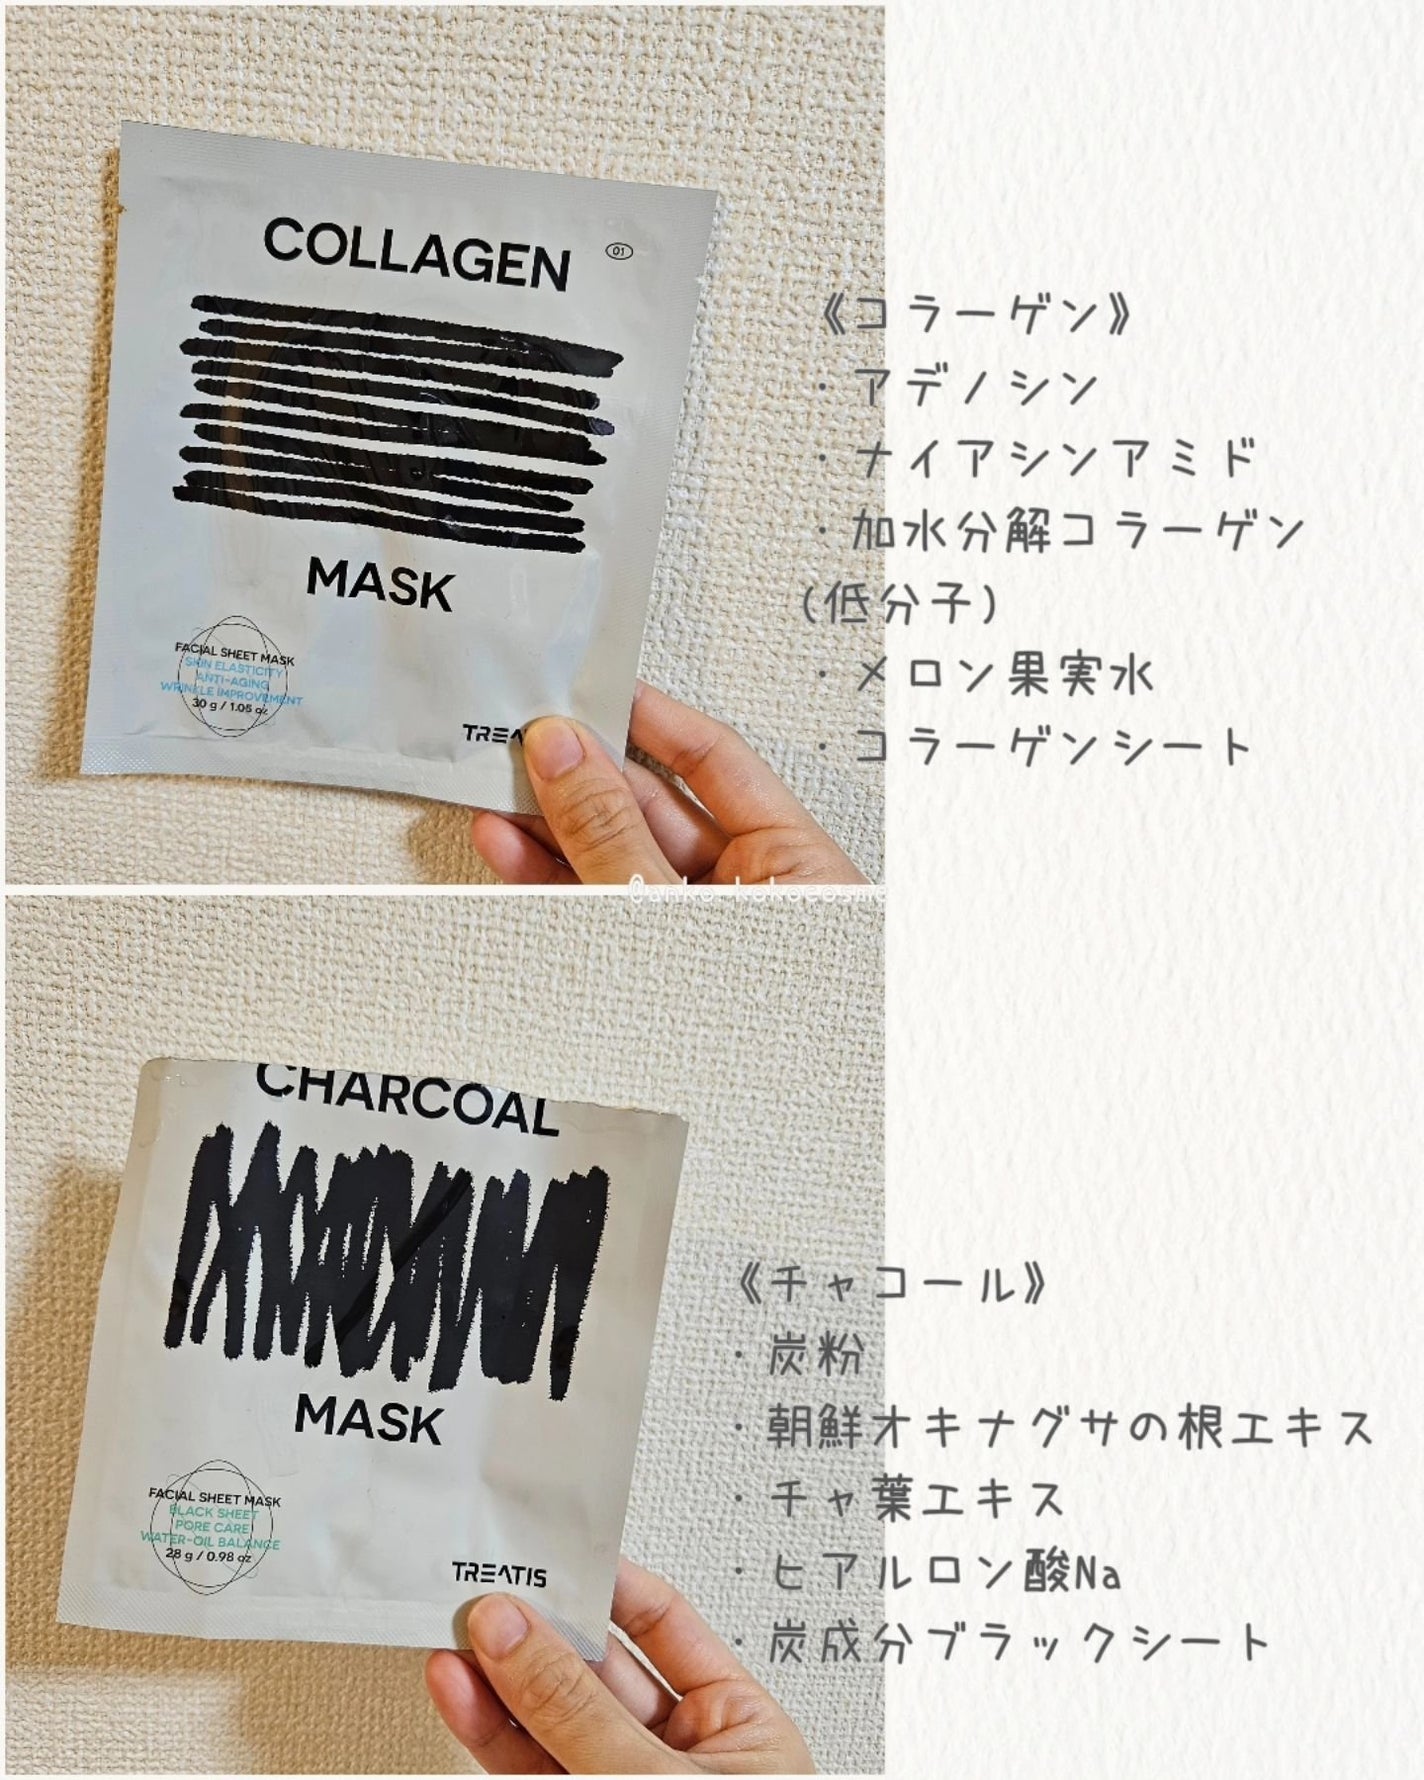 COLLAGEN
01
MASK
FACIAL SHEET MASK
SKIN ELASTICITY
ANTI-AGING
WRINKLE IMPROVEMENT
30 g / 1.05 oz
《コラーゲン》
・アデノシン
・ナイアシンアミド
・加水分解コラーゲン
(低分子)
・メロン果実水
・コラーゲンシート
CHARCOAL
MASK
FACIAL SHEET MASK
BLACK SHEET
PORE CARE
WATER-OIL BALANCE
28 g / 0.98 oz
TREATIS
《チャコール》
・炭粉
・朝鮮オキナグサの根エキス
・チャ葉エキス
・ヒアルロン酸Na
・炭成分ブラックシート